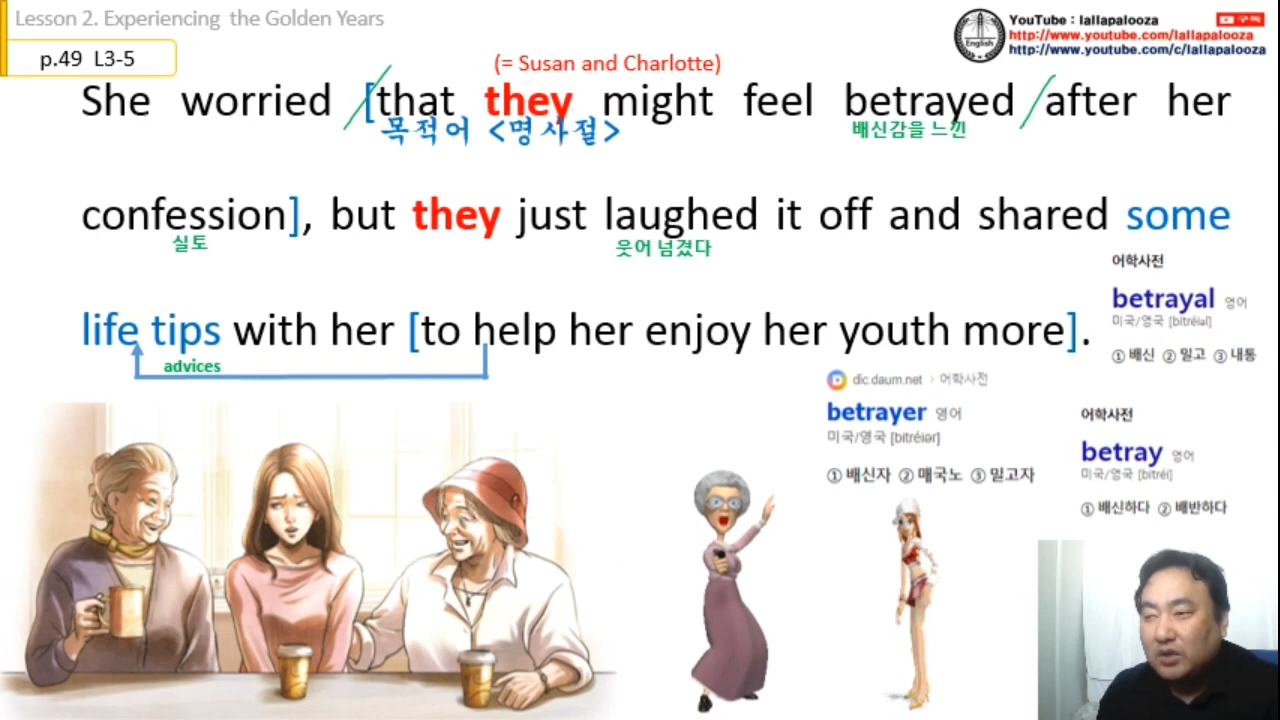 Lesson 2. Experiencing the Golden Years
YouTube : lallapalooza
구독
http://www.youtube.com/lallapalooza
http://www.youtube.com/c/lallapalooza
English
p.49 L3-5
(= Susan and Charlotte)
She worried [that they might feel betrayed after her
목적어 <명사절>
배신감을 느낀
confession], but they just laughed it off and shared some
실토
웃어 넘겼다
life tips with her [to help her enjoy her youth more].
advices
어학사전
betrayal 영어
미국/영국 [bitréiəl]
① 배신 ② 밀고 ③ 내통
dic.daum.net › 어학사전
betrayer 영어
미국/영국 [bitréiər]
① 배신자 ② 매국노 ③ 밀고자
어학사전
betray 영어
미국/영국 [bitréi]
① 배신하다 ② 배반하다